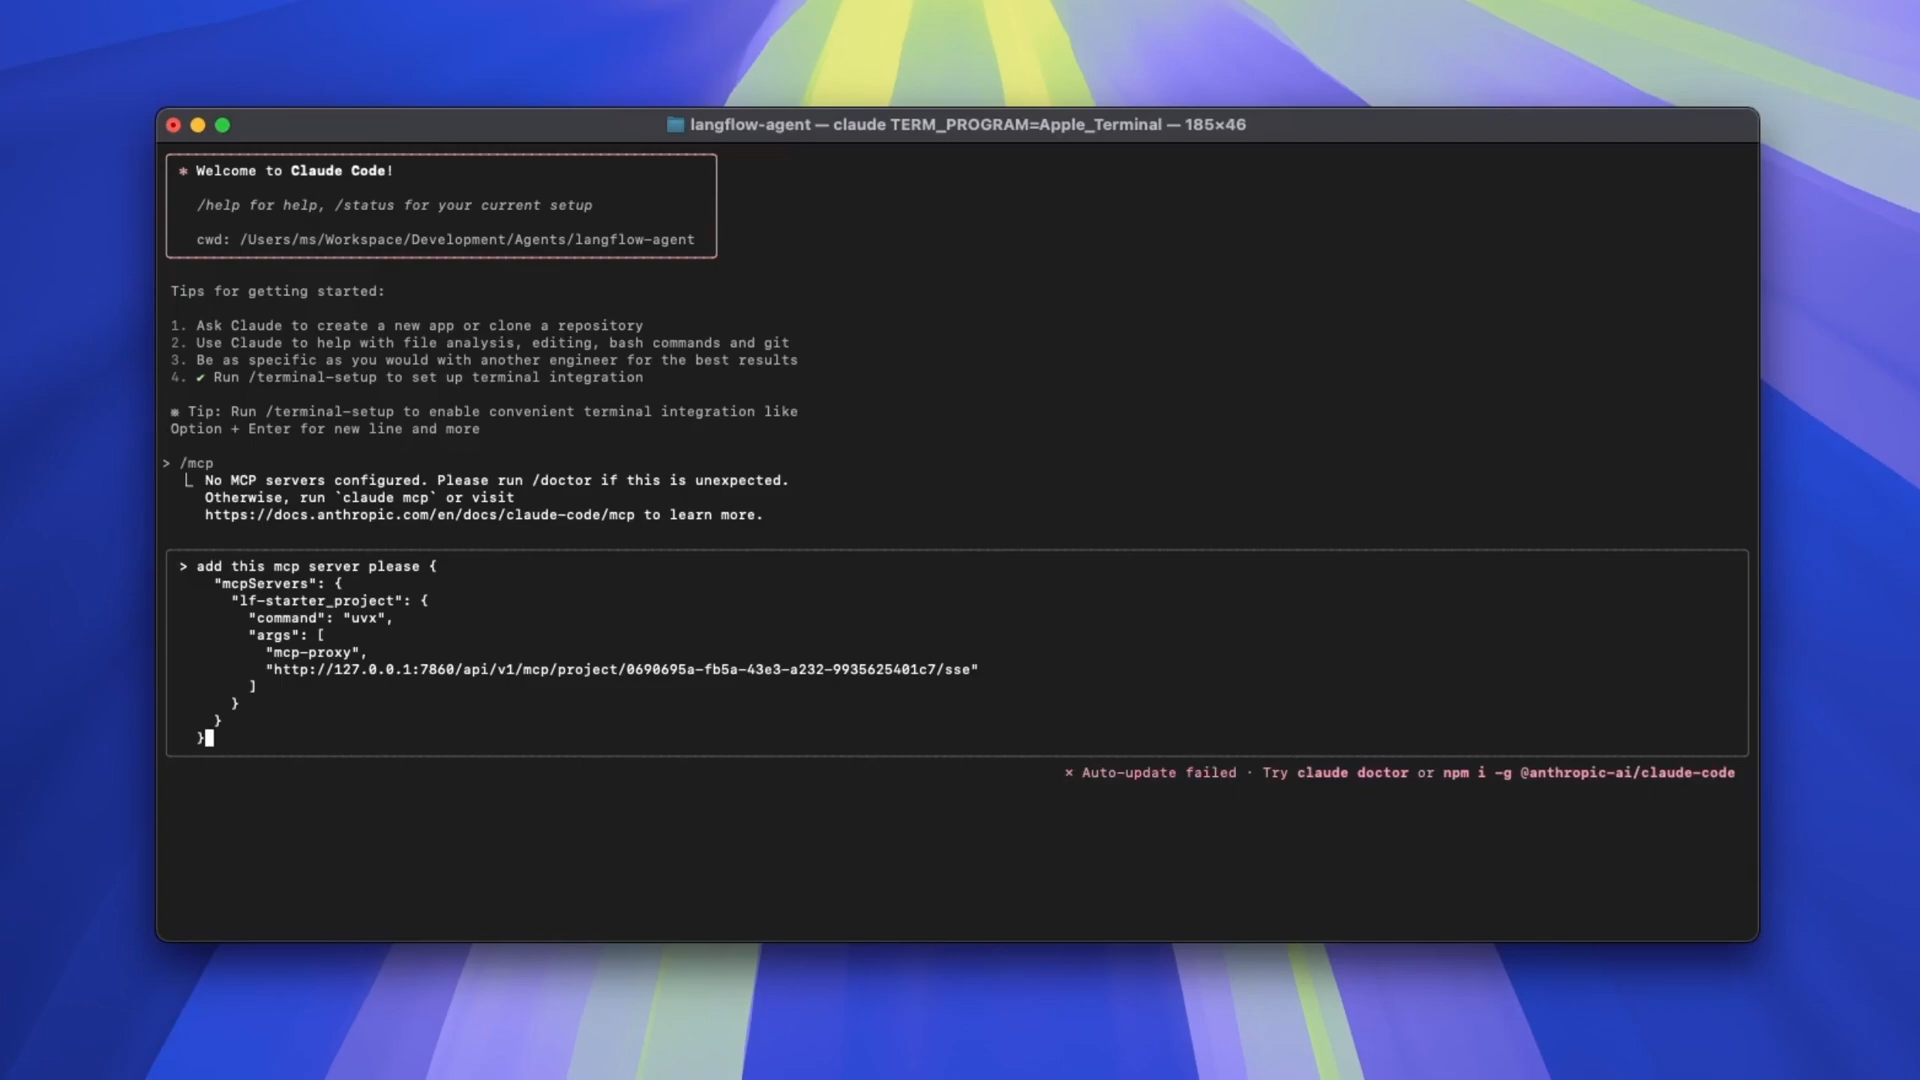 langflow-agent — claude TERM_PROGRAM=Apple_Terminal — 185×46
* Welcome to Claude Code!
/help for help, /status for your current setup
cwd: /Users/ms/Workspace/Development/Agents/langflow-agent
Tips for getting started:
1. Ask Claude to create a new app or clone a repository
2. Use Claude to help with file analysis, editing, bash commands and git
3. Be as specific as you would with another engineer for the best results
4. ✔ Run /terminal-setup to set up terminal integration
※ Tip: Run /terminal-setup to enable convenient terminal integration like
Option + Enter for new line and more
> /mcp
⎿ No MCP servers configured. Please run /doctor if this is unexpected.
Otherwise, run `claude mcp` or visit
https://docs.anthropic.com/en/docs/claude-code/mcp to learn more.
> add this mcp server please {
"mcpServers": {
"lf-starter_project": {
"command": "uvx",
"args": [
"mcp-proxy",
"http://127.0.0.1:7860/api/v1/mcp/project/0690695a-fb5a-43e3-a232-9935625401c7/sse"
]
}
}
}
× Auto-update failed · Try claude doctor or npm i -g @anthropic-ai/claude-code